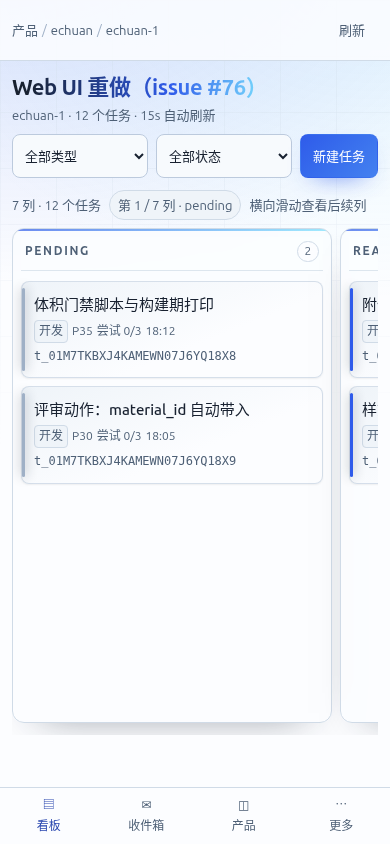 产品 / echuan / echuan-1
刷新
Web UI 重做（issue #76）
echuan-1 · 12 个任务 · 15s 自动刷新
全部类型
全部状态
新建任务
7 列 · 12 个任务
第 1 / 7 列 · pending
横向滑动查看后续列
PENDING
2
体积门禁脚本与构建期打印
开发 P35 尝试 0/3 18:12
t_01M7TKBXJ4KAMEWN07J6YQ18X8
评审动作：material_id 自动带入
开发 P30 尝试 0/3 18:05
t_01M7TKBXJ4KAMEWN07J6YQ18X9
REA
附
开
t_
样
开
t_
看板
收件箱
产品
更多